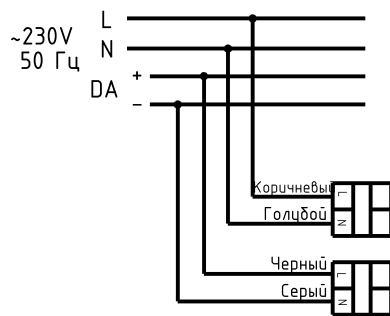 L
~230V
N
50 Гц
+
DA
–
Коричневый
L
Голубой
N
Черный
L
Серый
N